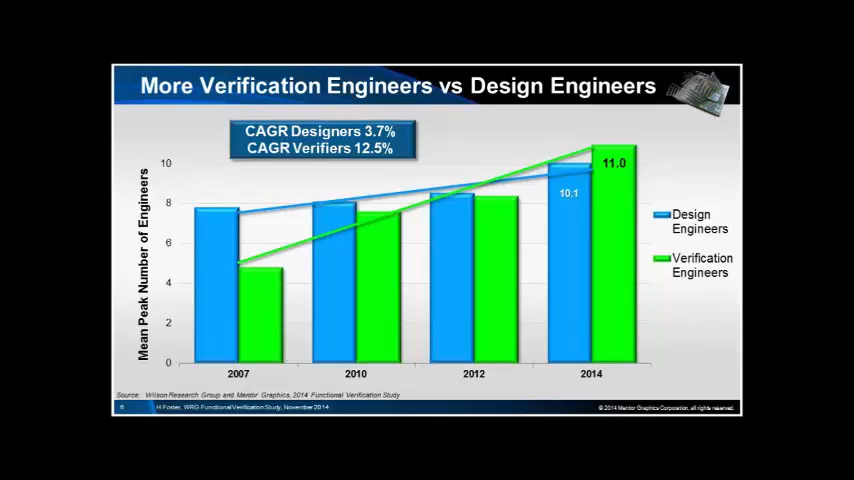 More Verification Engineers vs Design Engineers
CAGR Designers 3.7%
CAGR Verifiers 12.5%
Mean Peak Number of Engineers
10
8
6
4
2
0
10.1
11.0
2007
2010
2012
2014
Design
Engineers
Verification
Engineers
Source: Wilson Research Group and Mentor Graphics, 2014 Functional Verification Study
6 H Foster, WRG Functional Verification Study, November 2014
© 2014 Mentor Graphics Corporation, all rights reserved.